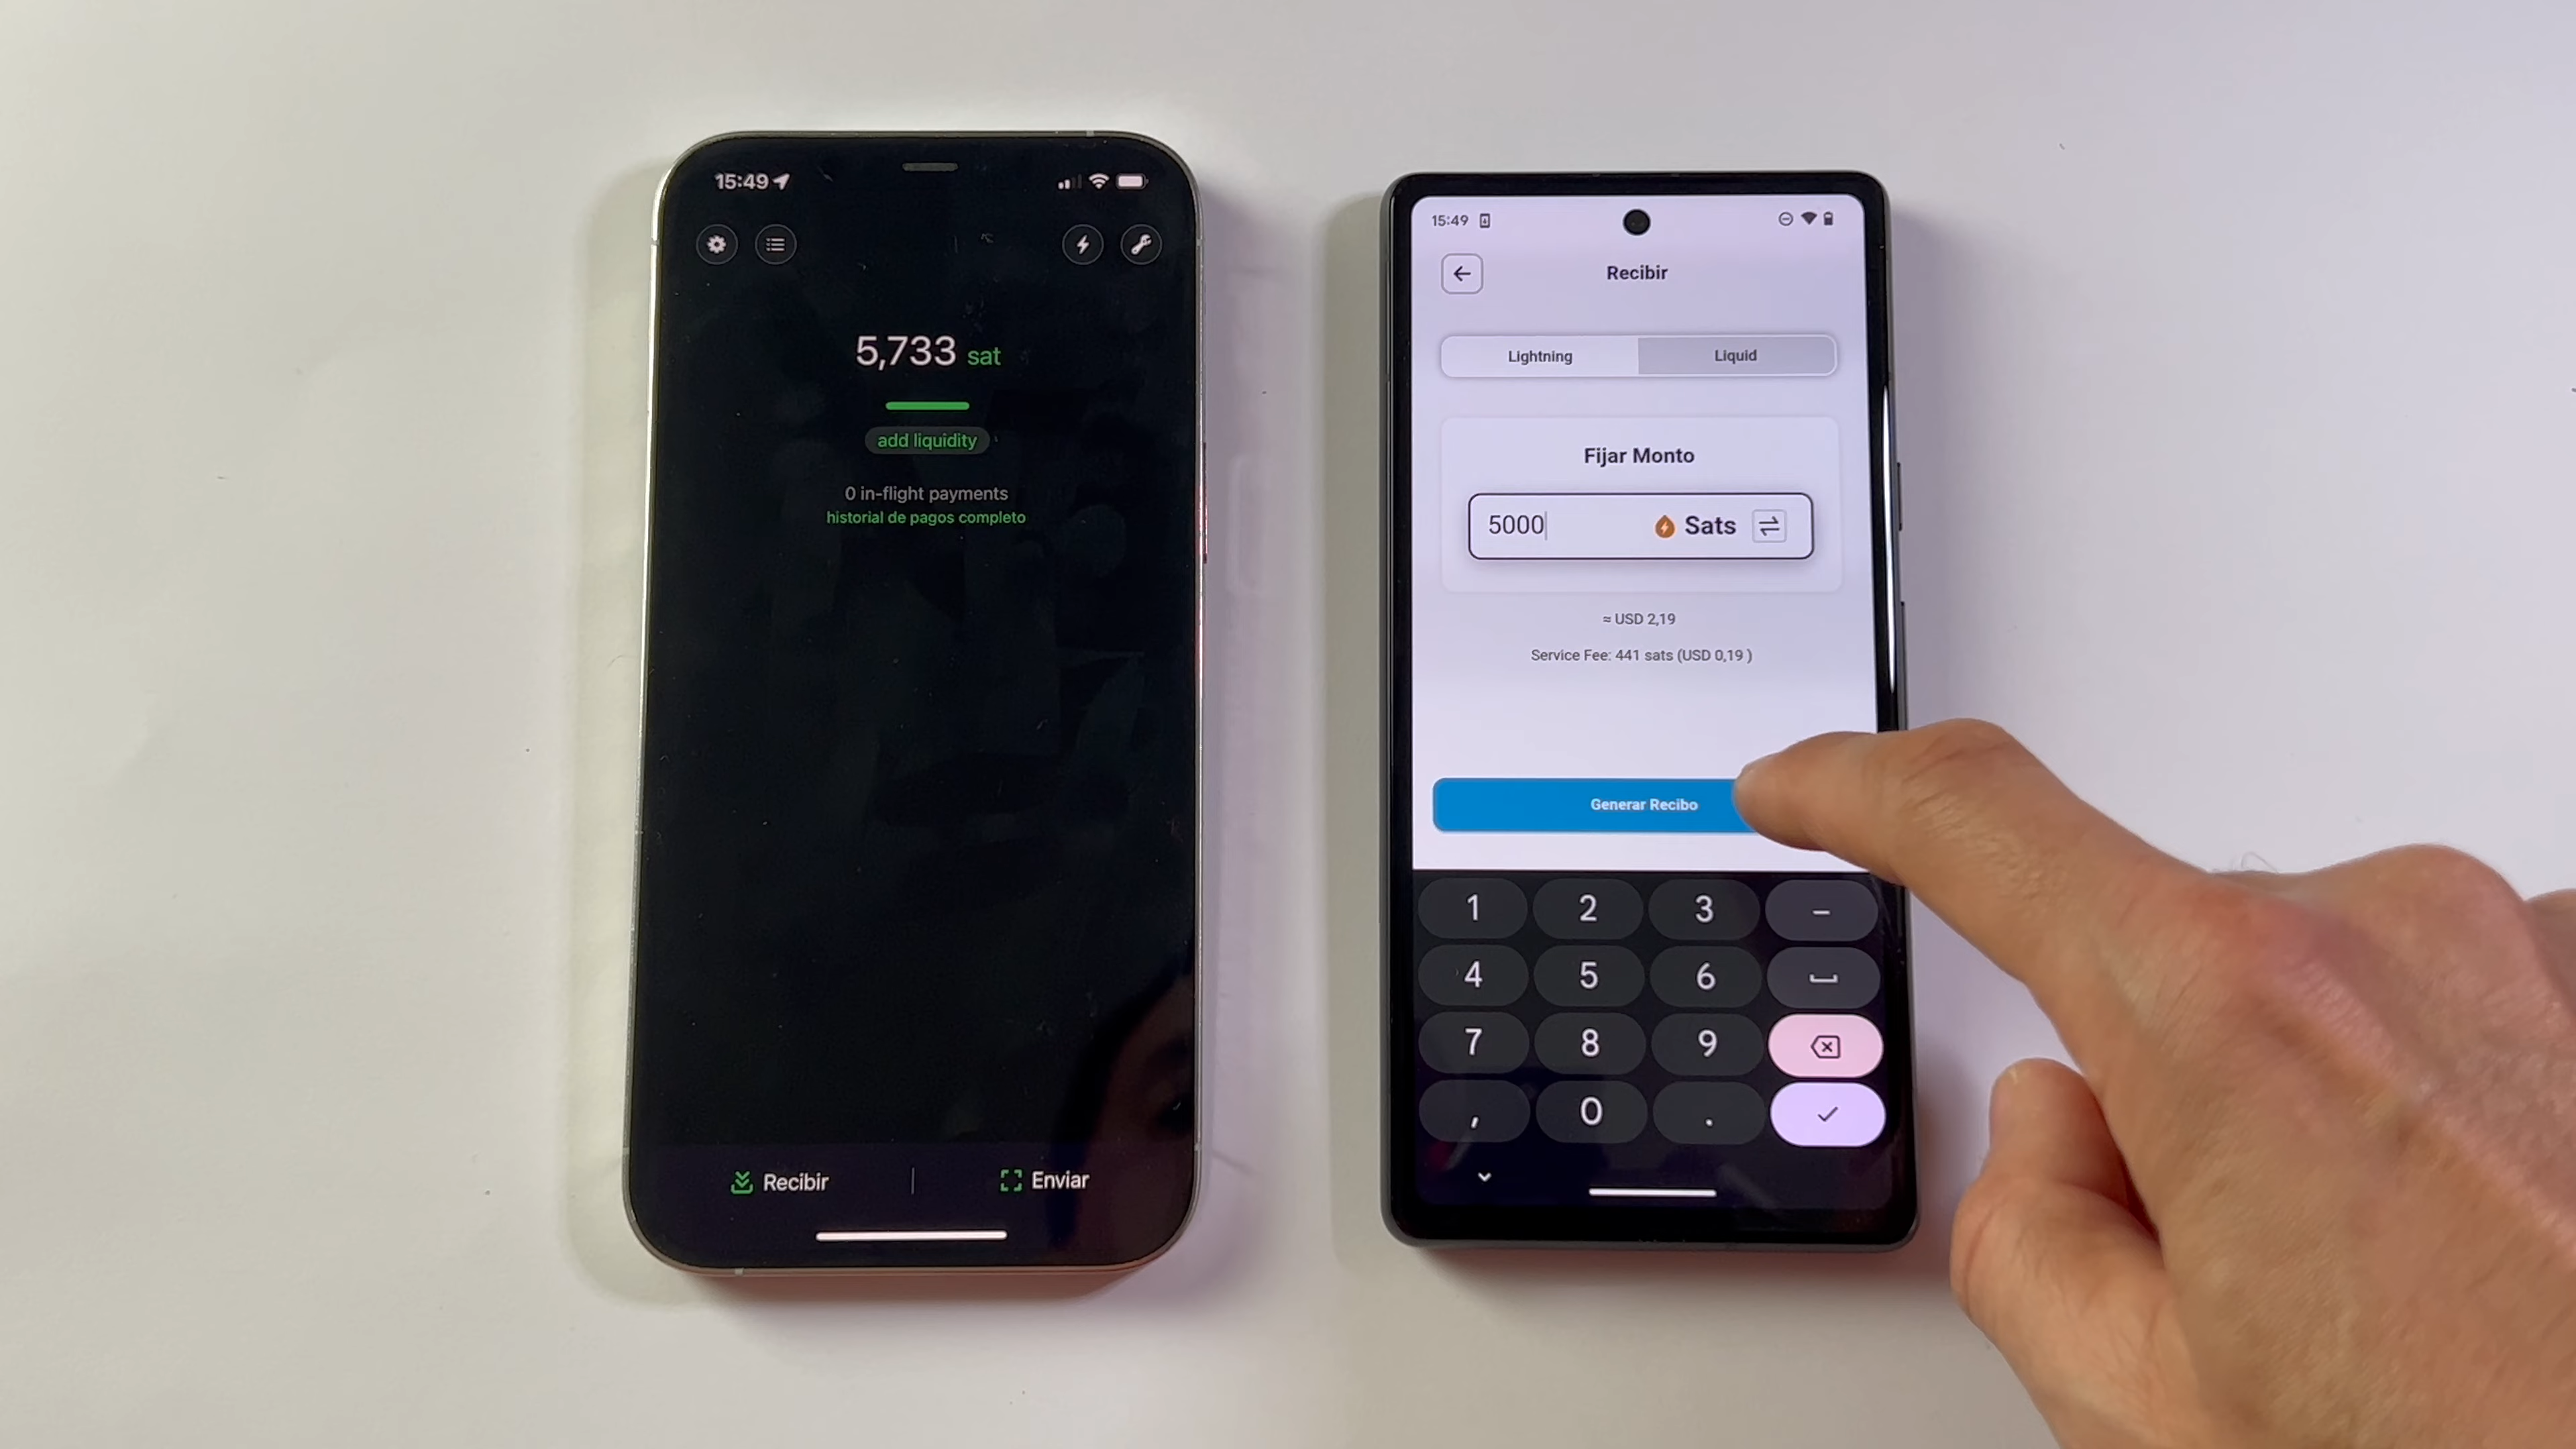 15:49
5,733 sat
add liquidity
0 in-flight payments
historial de pagos completo
Recibir
Enviar
15:49
Recibir
Lightning
Liquid
Fijar Monto
5000
Sats
≈ USD 2,19
Service Fee: 441 sats (USD 0,19 )
Generar Recibo
1 2 3 –
4 5 6
7 8 9
, 0 .